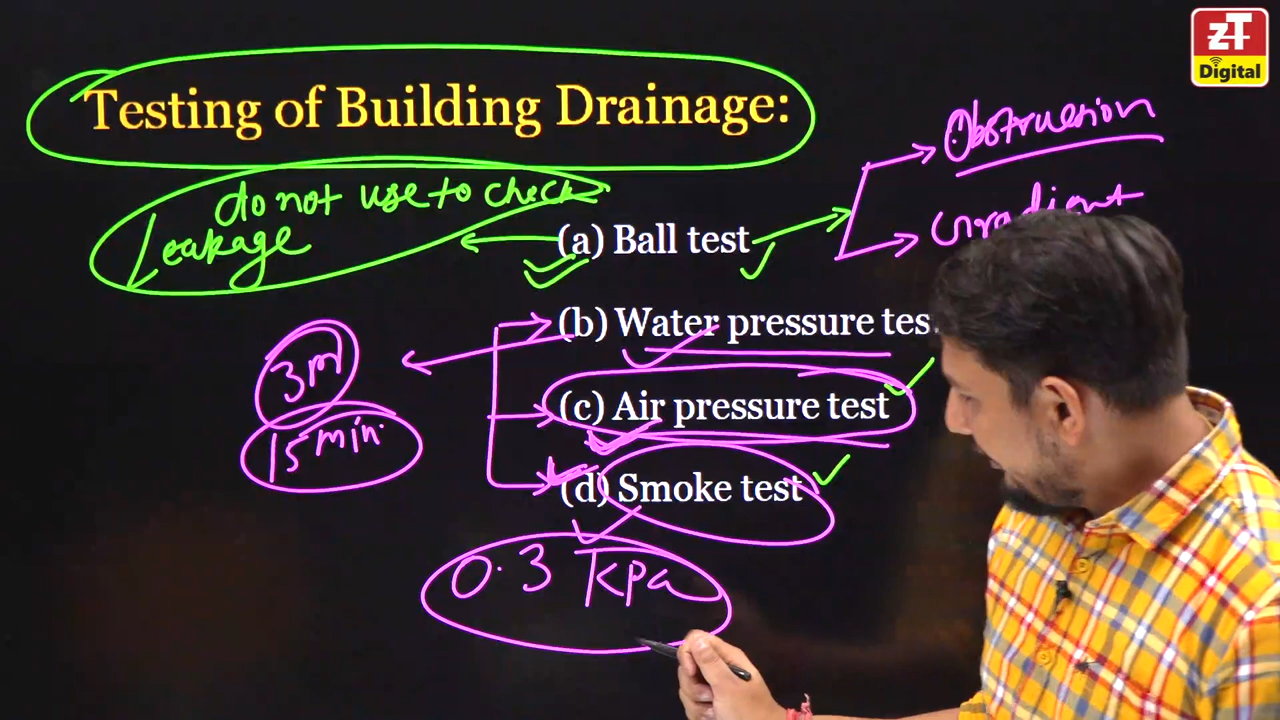 ZT
Digital
Testing of Building Drainage:
Obstruction
do not use to check
Leakage
(a) Ball test
Gradient
(b) Water pressure tes
3m
15 min.
(c) Air pressure test
(d) Smoke test
0.3 kpa